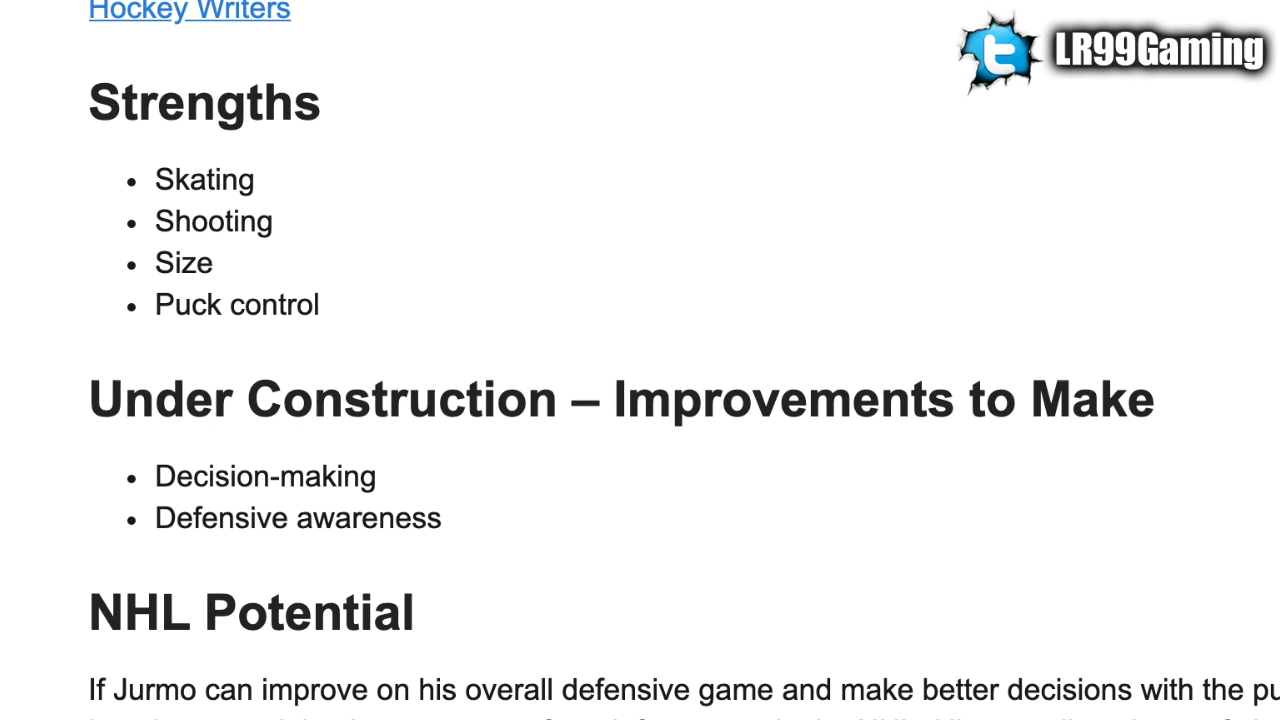 Hockey Writers
LR99Gaming
Strengths
• Skating
• Shooting
• Size
• Puck control
Under Construction – Improvements to Make
• Decision-making
• Defensive awareness
NHL Potential
If Jurmo can improve on his overall defensive game and make better decisions with the